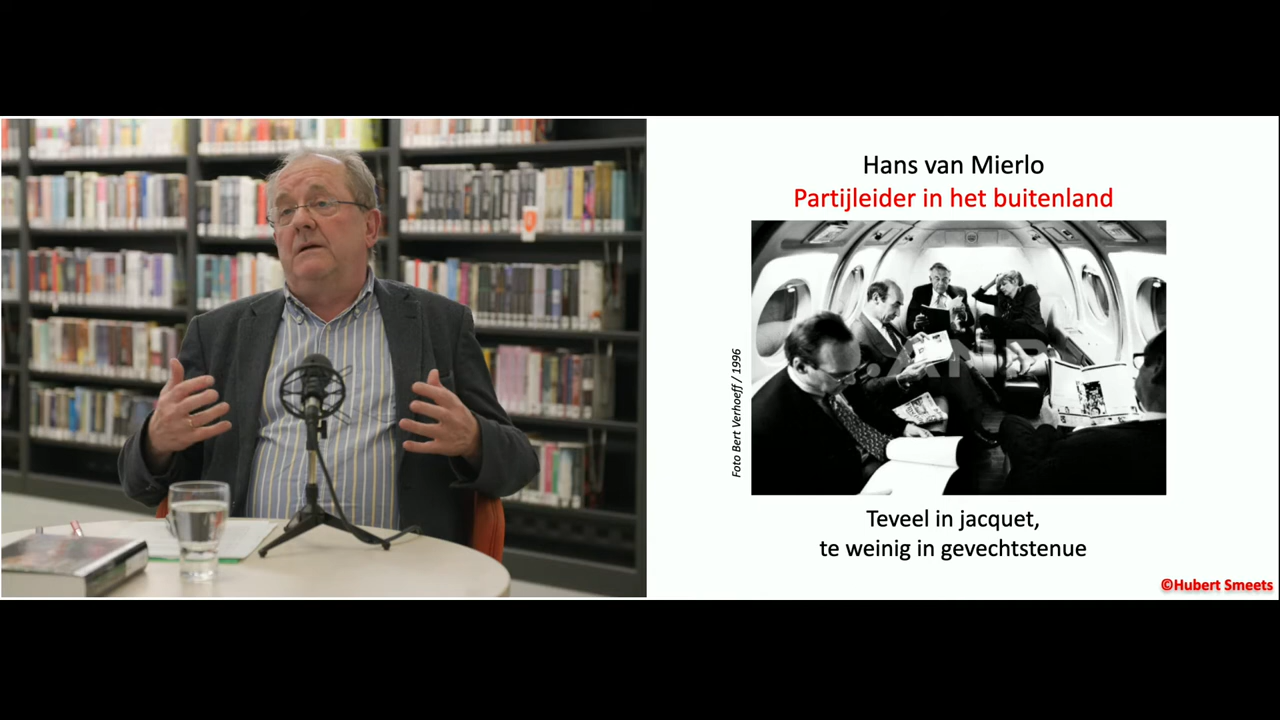 Hans van Mierlo
Partijleider in het buitenland
Foto Bert Verhoeff / 1996
ANP
Teveel in jacquet,
te weinig in gevechtstenue
©Hubert Smeets